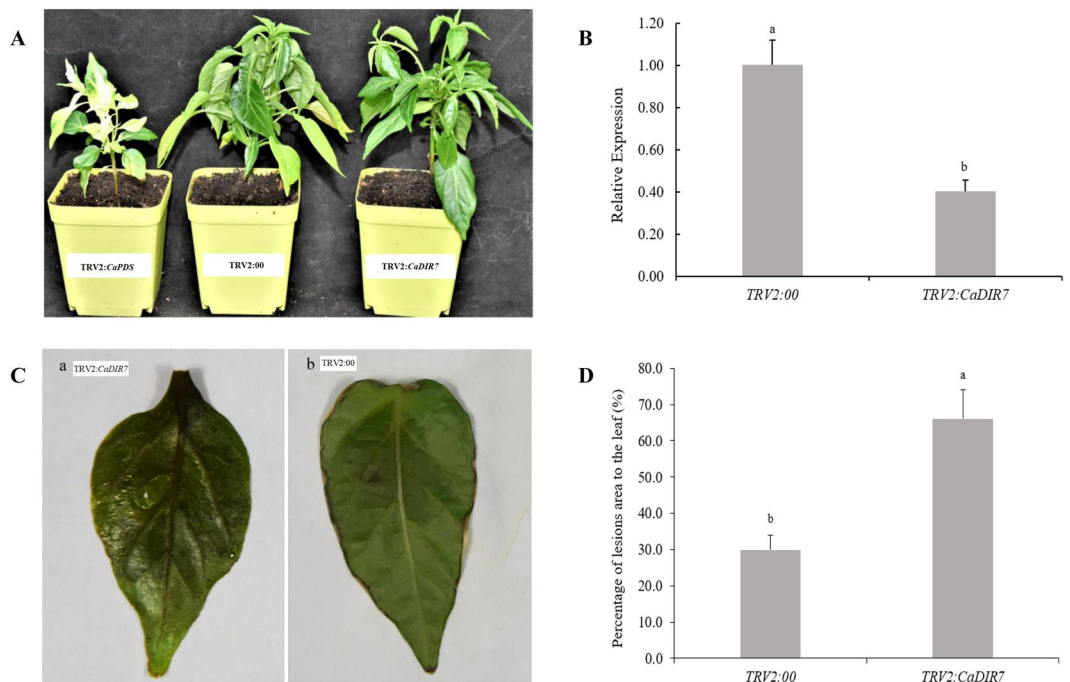 A
TRV2:CaPDS
TRV2:00
TRV2:CaDIR7
B
1.20
1.00
0.80
0.60
0.40
0.20
0.00
Relative Expression
a
b
TRV2:00
TRV2:CaDIR7
C
a TRV2:CaDIR7
b TRV2:00
D
80.0
70.0
60.0
50.0
40.0
30.0
20.0
10.0
0.0
Percentage of lesions area to the leaf (%)
b
a
TRV2:00
TRV2:CaDIR7